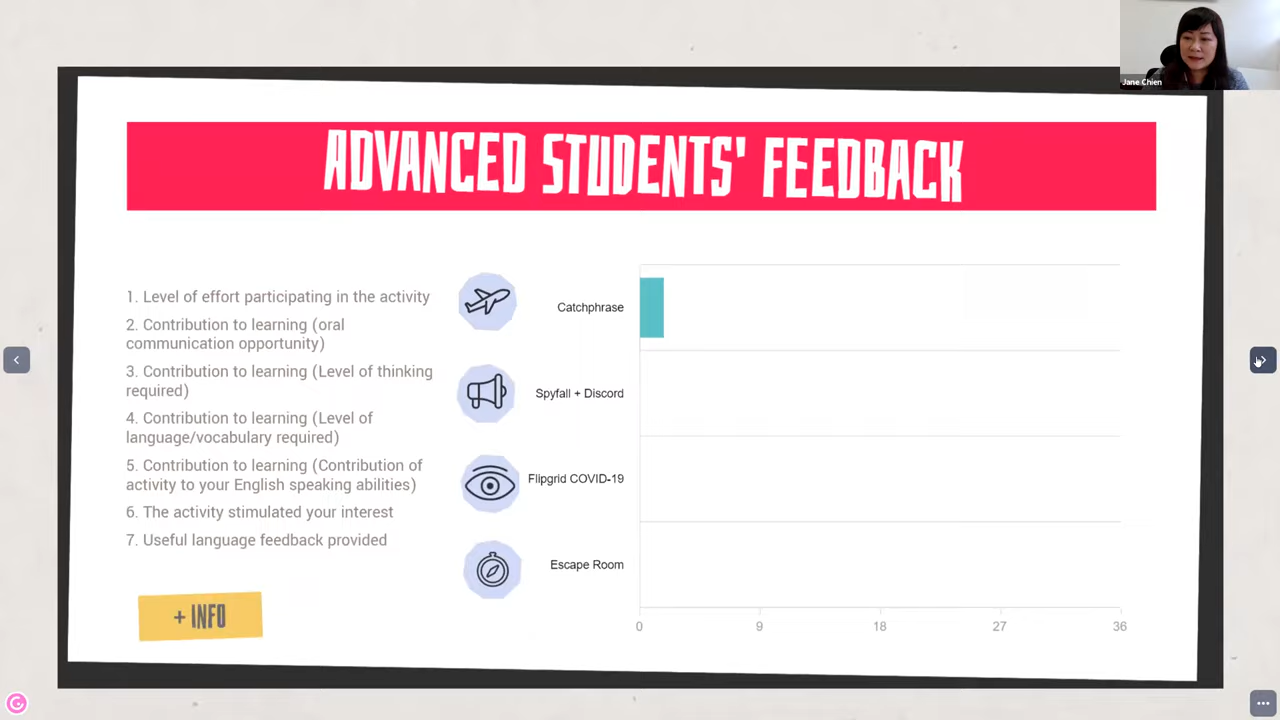 Jane Chien
ADVANCED STUDENTS' FEEDBACK
1. Level of effort participating in the activity
2. Contribution to learning (oral
communication opportunity)
3. Contribution to learning (Level of thinking
required)
4. Contribution to learning (Level of
language/vocabulary required)
5. Contribution to learning (Contribution of
activity to your English speaking abilities)
6. The activity stimulated your interest
7. Useful language feedback provided
+ INFO
Catchphrase
Spyfall + Discord
Flipgrid COVID-19
Escape Room
0 9 18 27 36